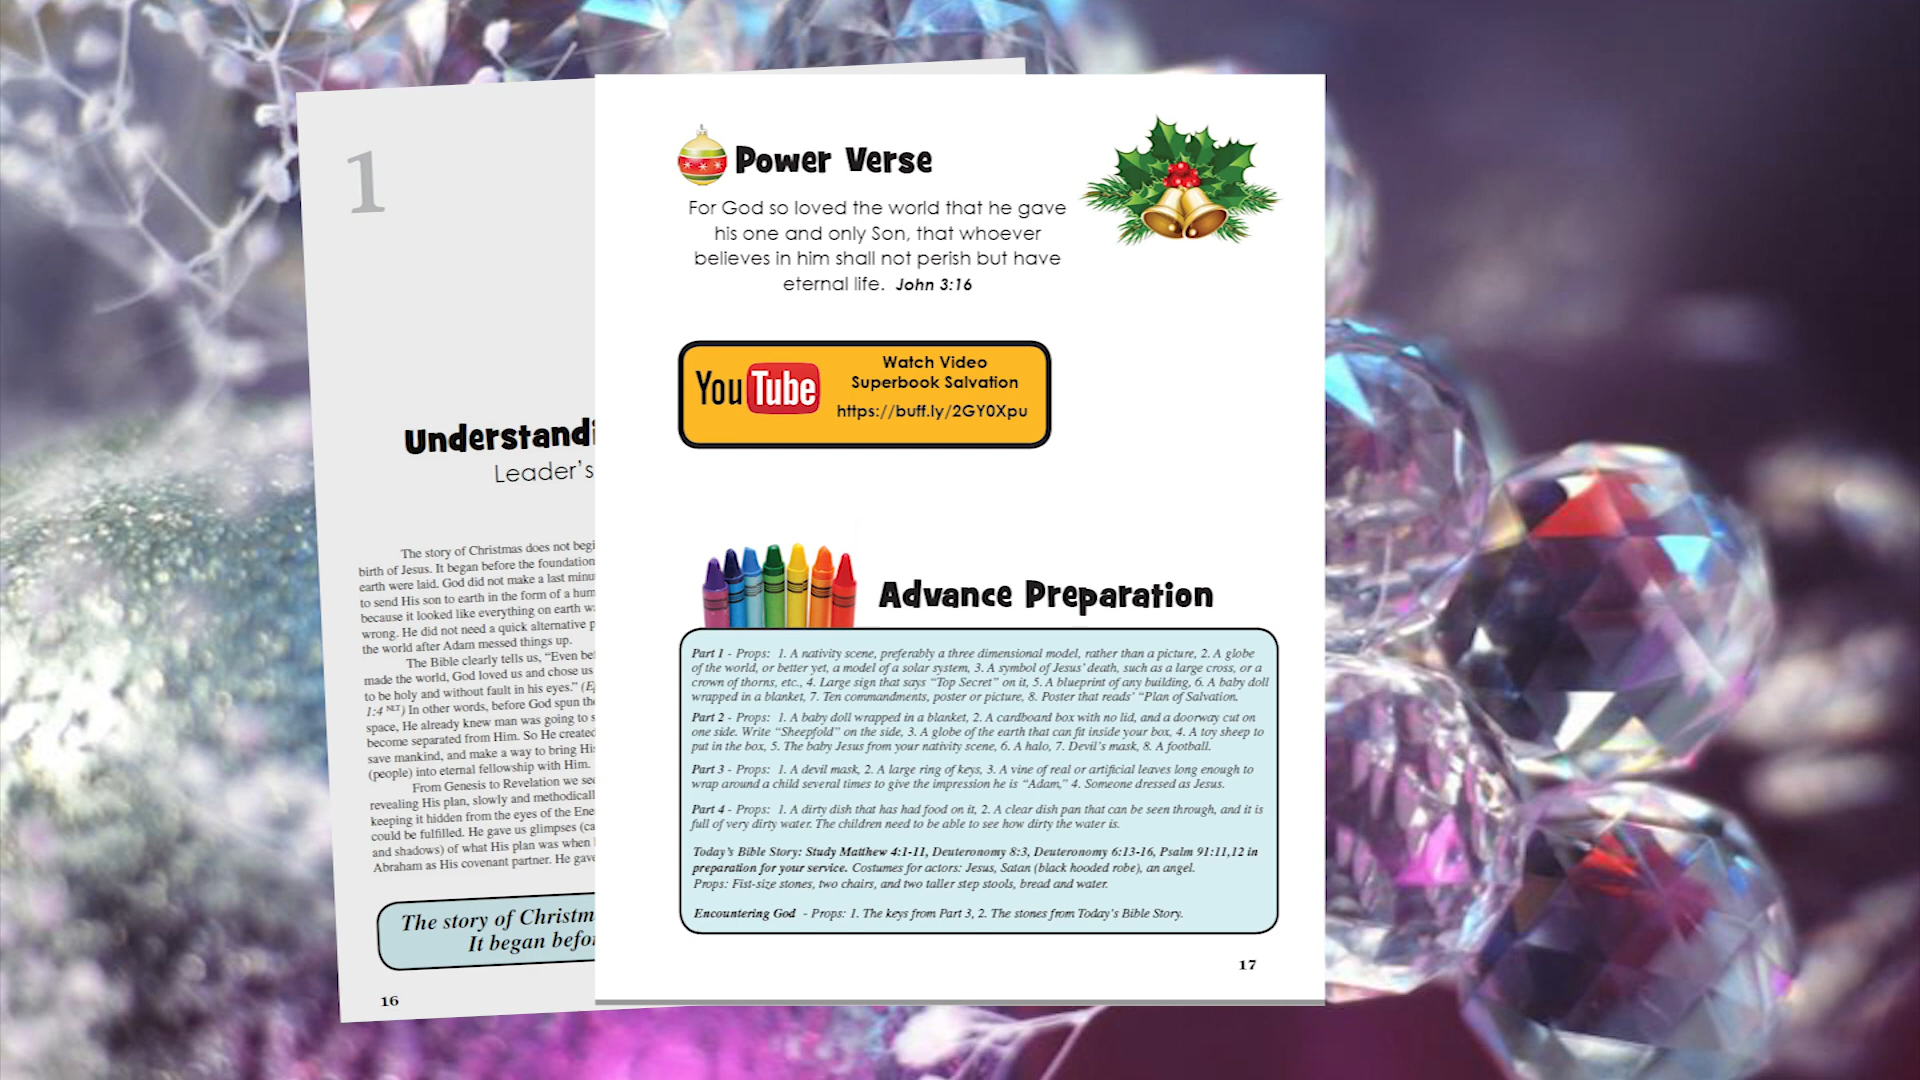 1
Understandi
Leader's
The story of Christmas does not begi
birth of Jesus. It began before the foundation
earth were laid. God did not make a last minu
to send His son to earth in the form of a hum
because it looked like everything on earth w
wrong. He did not need a quick alternative p
the world after Adam messed things up.
The Bible clearly tells us, “Even bef
made the world, God loved us and chose us
to be holy and without fault in his eyes.” (E
1:4 NLT) In other words, before God spun the
space, He already knew man was going to s
become separated from Him. So He created
save mankind, and make a way to bring His
(people) into eternal fellowship with Him.
From Genesis to Revelation we see
revealing His plan, slowly and methodicall
keeping it hidden from the eyes of the Ene
could be fulfilled. He gave us glimpses (ca
and shadows) of what His plan was when
Abraham as His covenant partner. He gave
The story of Christm
It began befor
16
Power Verse
For God so loved the world that he gave
his one and only Son, that whoever
believes in him shall not perish but have
eternal life. John 3:16
YouTube
Watch Video
Superbook Salvation
https://buff.ly/2GY0Xpu
Advance Preparation
Part 1 - Props: 1. A nativity scene, preferably a three dimensional model, rather than a picture, 2. A globe
of the world, or better yet, a model of a solar system, 3. A symbol of Jesus’ death, such as a large cross, or a
crown of thorns, etc., 4. Large sign that says “Top Secret” on it, 5. A blueprint of any building, 6. A baby doll
wrapped in a blanket, 7. Ten commandments, poster or picture, 8. Poster that reads’ “Plan of Salvation.
Part 2 - Props: 1. A baby doll wrapped in a blanket, 2. A cardboard box with no lid, and a doorway cut on
one side. Write “Sheepfold” on the side, 3. A globe of the earth that can fit inside your box, 4. A toy sheep to
put in the box, 5. The baby Jesus from your nativity scene, 6. A halo, 7. Devil’s mask, 8. A football.
Part 3 - Props: 1. A devil mask, 2. A large ring of keys, 3. A vine of real or artificial leaves long enough to
wrap around a child several times to give the impression he is “Adam,” 4. Someone dressed as Jesus.
Part 4 - Props: 1. A dirty dish that has had food on it, 2. A clear dish pan that can be seen through, and it is
full of very dirty water. The children need to be able to see how dirty the water is.
Today’s Bible Story: Study Matthew 4:1-11, Deuteronomy 8:3, Deuteronomy 6:13-16, Psalm 91:11,12 in
preparation for your service. Costumes for actors: Jesus, Satan (black hooded robe), an angel.
Props: Fist-size stones, two chairs, and two taller step stools, bread and water.
Encountering God - Props: 1. The keys from Part 3, 2. The stones from Today’s Bible Story.
17